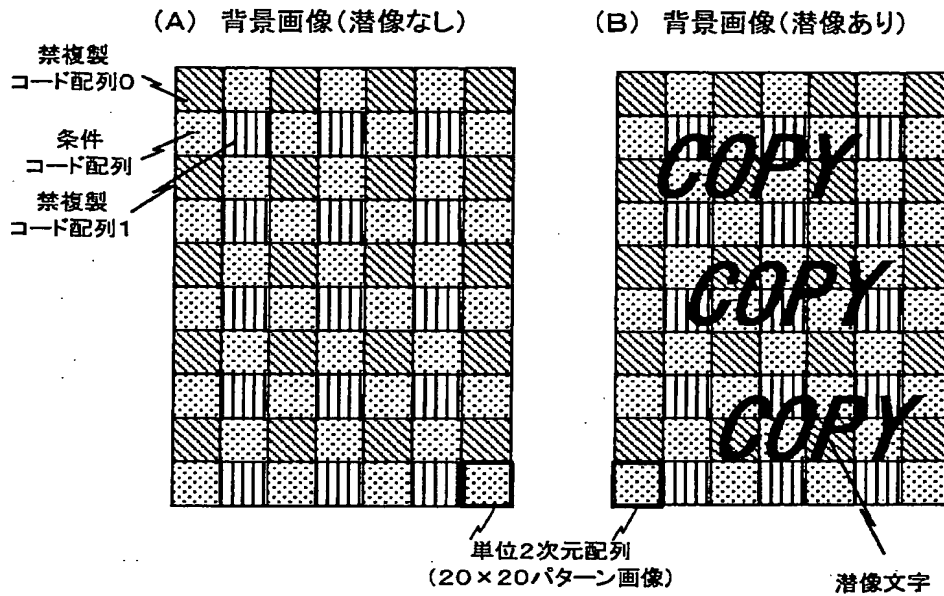 (A) 背景画像(潜像なし)
(B) 背景画像(潜像あり)
禁複製
コード配列0
条件
コード配列
禁複製
コード配列1
COPY
COPY
COPY
単位2次元配列
(20×20パターン画像)
潜像文字